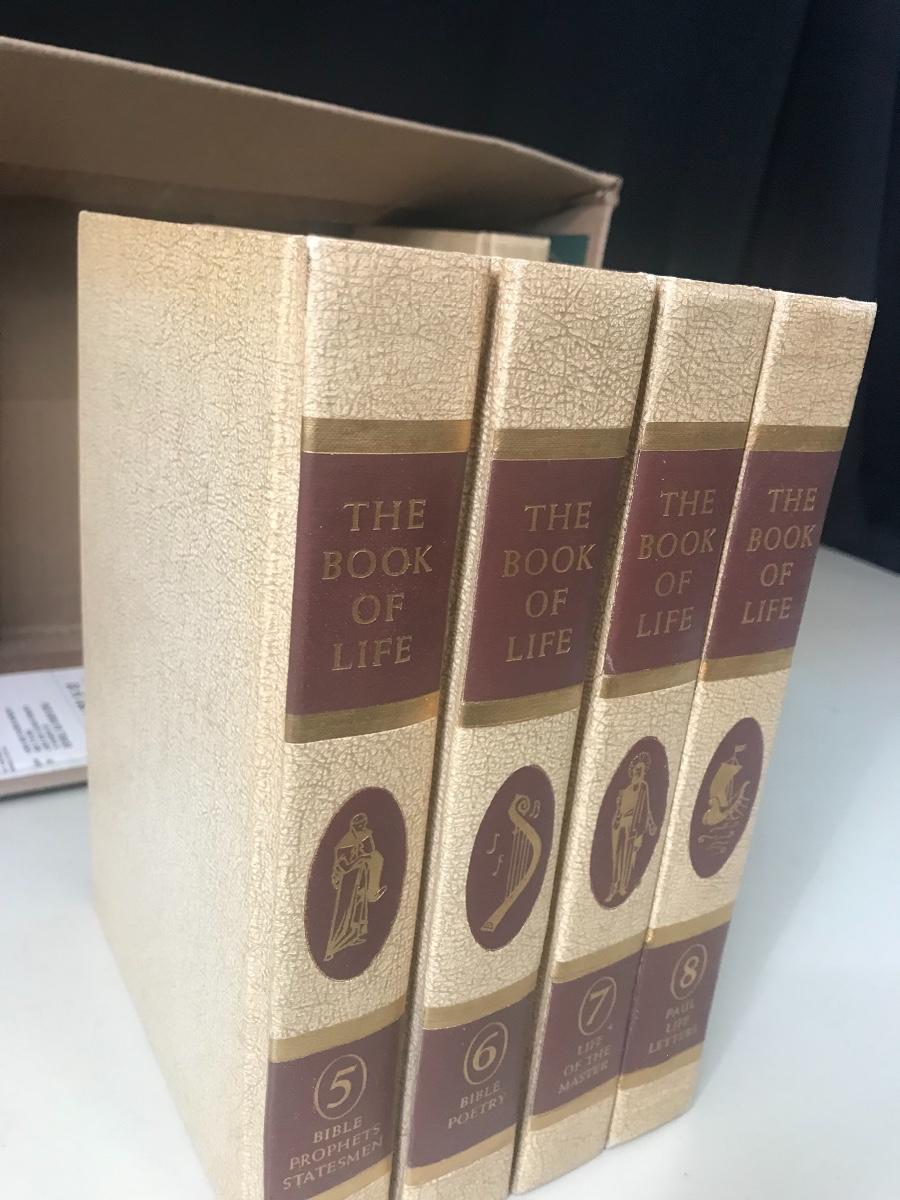 THE
BOOK
OF
LIFE
5
BIBLE
PROPHETS
STATESMEN
THE
BOOK
OF
LIFE
6
BIBLE
POETRY
THE
BOOK
OF
LIFE
7
LIFE
OF THE
MASTER
THE
BOOK
OF
LIFE
8
PAUL
LIFE
LETTERS